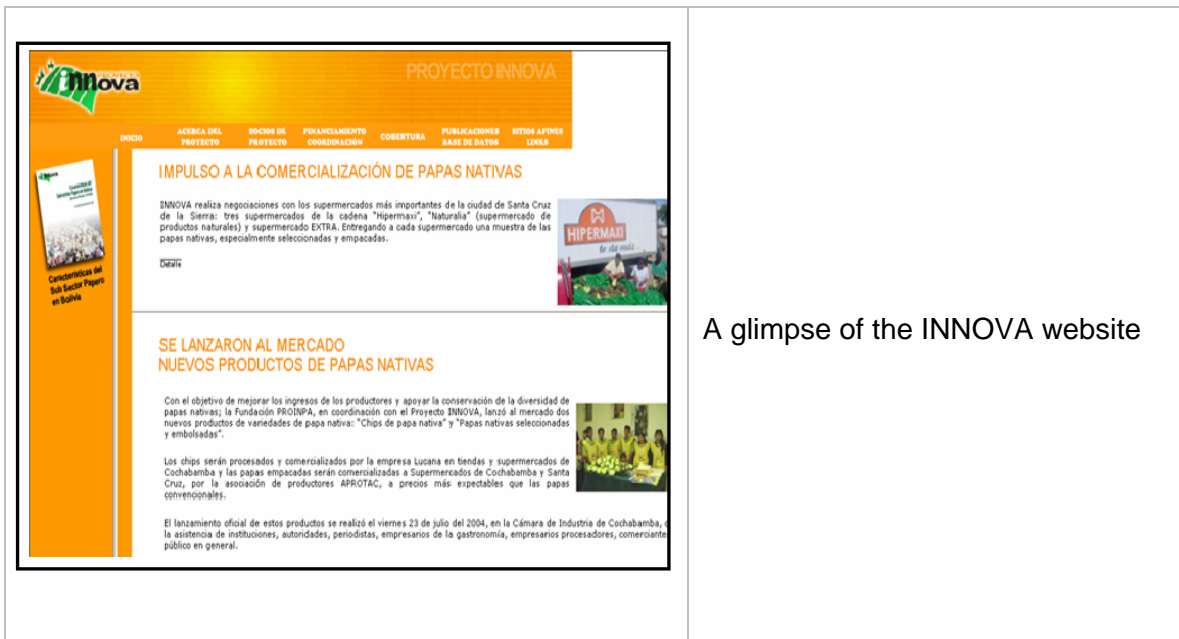 PROYECTO
innova
PROYECTO INNOVA
INICIO
ACERCA DEL
PROYECTO
SOCIOS DE
PROYECTO
FINANCIAMIENTO
COORDINACIÓN
COBERTURA
PUBLICACIONES
BASE DE DATOS
SITIOS AFINES
LINKS
Características del
Sub Sector Papero
en Bolivia
IMPULSO A LA COMERCIALIZACIÓN DE PAPAS NATIVAS
INNOVA realiza negociaciones con los supermercados más importantes de la ciudad de Santa Cruz
de la Sierra: tres supermercados de la cadena "Hipermaxi", "Naturalia" (supermercado de
productos naturales) y supermercado EXTRA. Entregando a cada supermercado una muestra de las
papas nativas, especialmente seleccionadas y empacadas.
Detalle
HIPERMAXI
te da más...
SE LANZARON AL MERCADO
NUEVOS PRODUCTOS DE PAPAS NATIVAS
Con el objetivo de mejorar los ingresos de los productores y apoyar la conservación de la diversidad de
papas nativas; la Fundación PROINPA, en coordinación con el Proyecto INNOVA, lanzó al mercado dos
nuevos productos de variedades de papa nativa: "Chips de papa nativa" y "Papas nativas seleccionadas
y embolsadas".
Los chips serán procesados y comercializados por la empresa Lucana en tiendas y supermercados de
Cochabamba y las papas empacadas serán comercializadas a Supermercados de Cochabamba y Santa
Cruz, por la asociación de productores APROTAC, a precios más expectables que las papas
convencionales.
El lanzamiento oficial de estos productos se realizó el viernes 23 de julio del 2004, en la Cámara de Industria de Cochabamba,
la asistencia de instituciones, autoridades, periodistas, empresarios de la gastronomía, empresarios procesadores, comerciante
público en general.
A glimpse of the INNOVA website